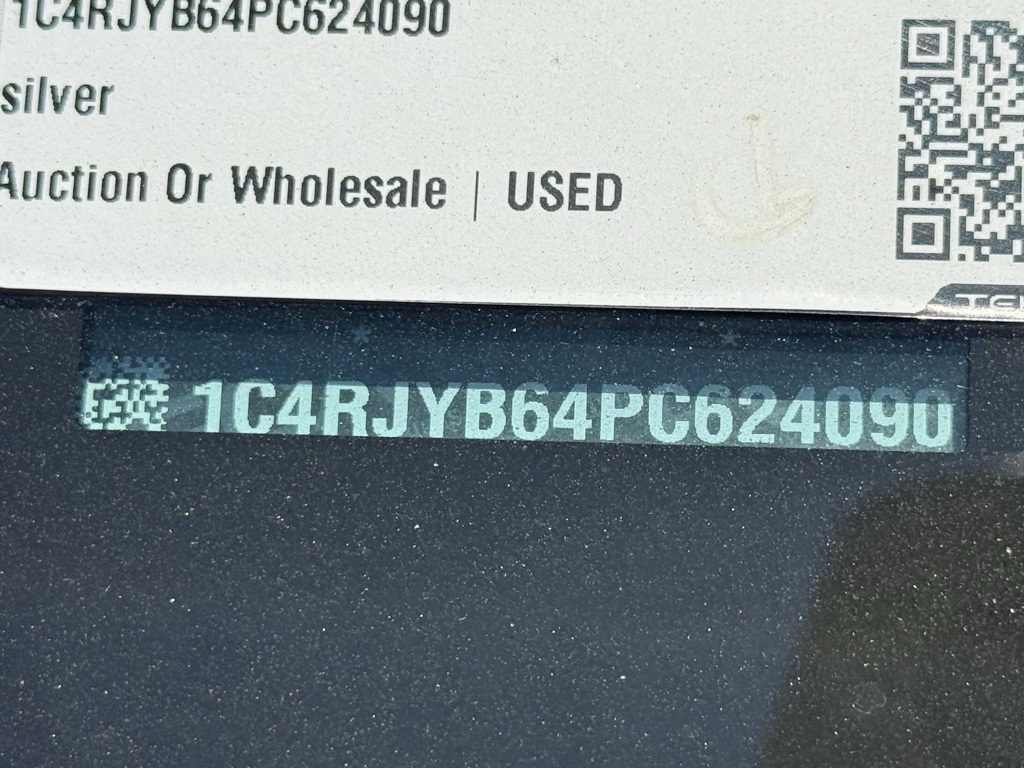 1C4RJYB64PC624090
silver
Auction Or Wholesale | USED
1C4RJYB64PC624090